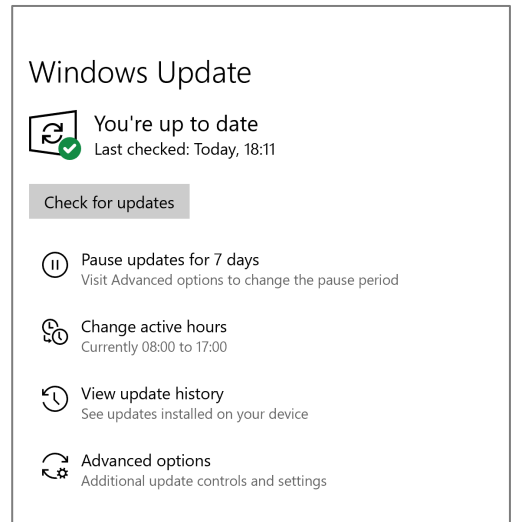 Windows Update
You're up to date
Last checked: Today, 18:11
Check for updates
Pause updates for 7 days
Visit Advanced options to change the pause period
Change active hours
Currently 08:00 to 17:00
View update history
See updates installed on your device
Advanced options
Additional update controls and settings